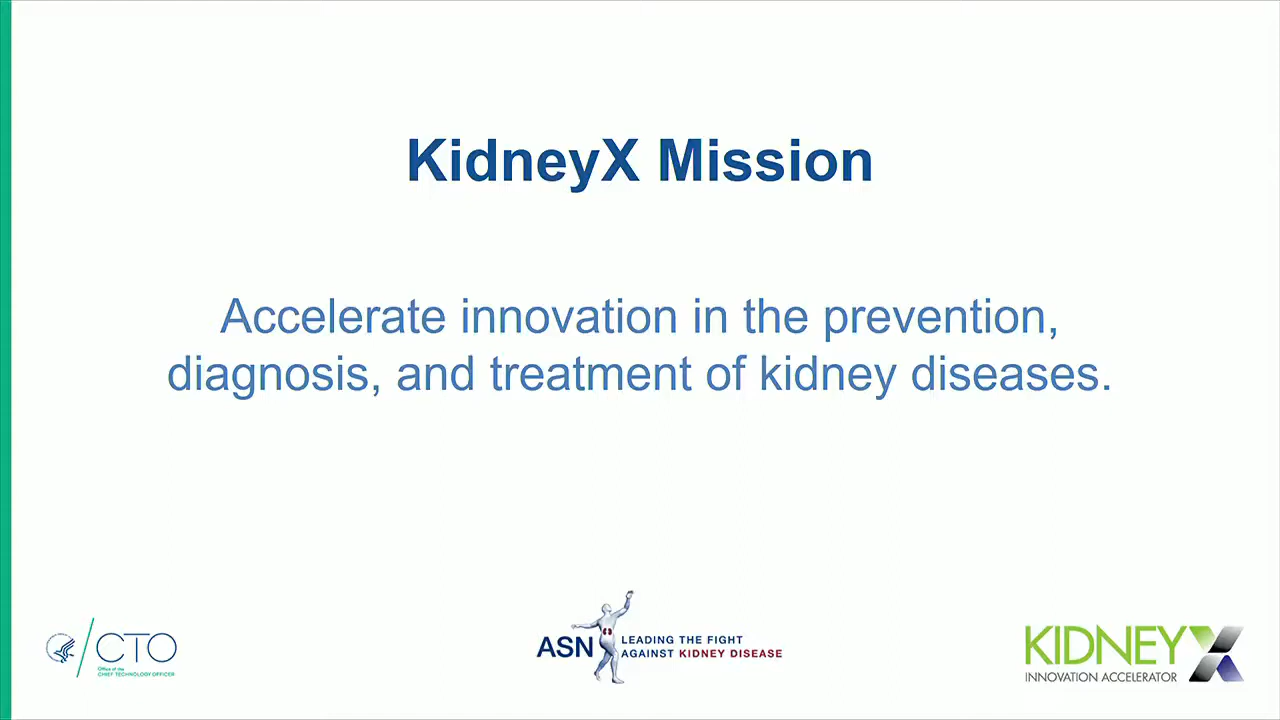 KidneyX Mission
Accelerate innovation in the prevention,
diagnosis, and treatment of kidney diseases.
CTO
Office of the
CHIEF TECHNOLOGY OFFICER
ASN
LEADING THE FIGHT
AGAINST KIDNEY DISEASE
KIDNEYX
INNOVATION ACCELERATOR